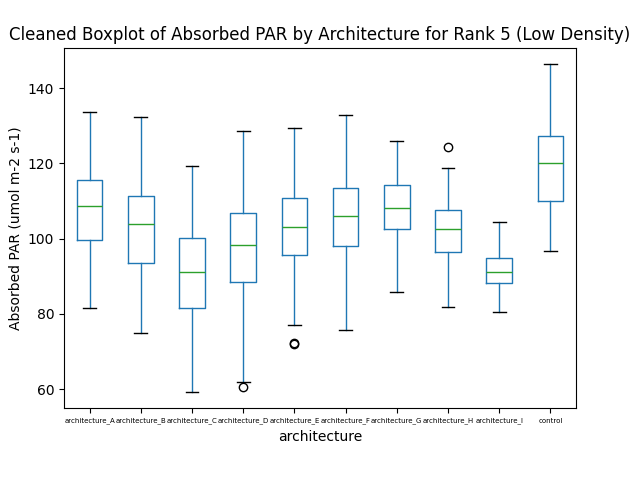 Cleaned Boxplot of Absorbed PAR by Architecture for Rank 5 (Low Density)
Absorbed PAR (umol m-2 s-1)
140
120
100
80
60
architecture_A architecture_B architecture_C architecture_D architecture_E architecture_F architecture_G architecture_H architecture_I control
architecture